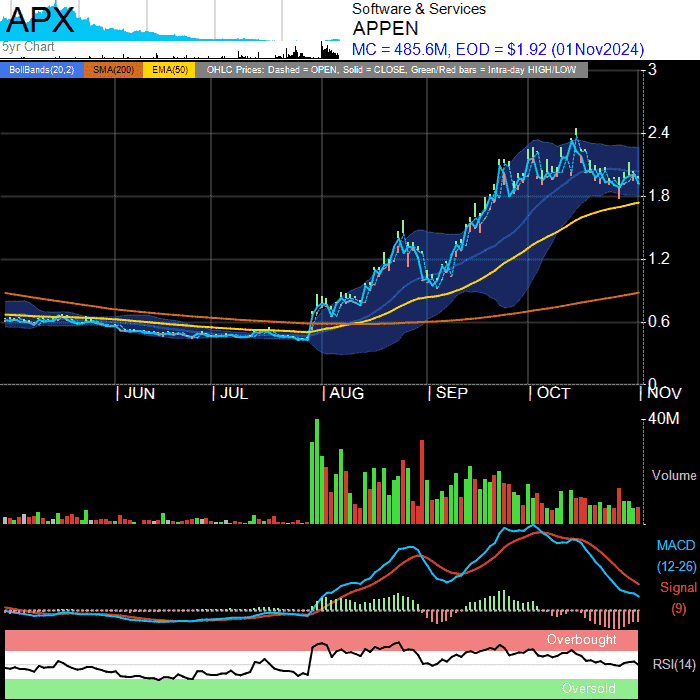 APX
5yr Chart
Software & Services
APPEN
MC = 485.6M, EOD = $1.92 (01Nov2024)
BollBands(20,2) SMA(200) EMA(50) OHLC Prices: Dashed = OPEN, Solid = CLOSE, Green/Red bars = Intra-day HIGH/LOW
3
2.4
1.8
1.2
0.6
0
JUN JUL AUG SEP OCT NOV
40M
Volume
MACD
(12-26)
Signal
(9)
Overbought
RSI(14)
Oversold